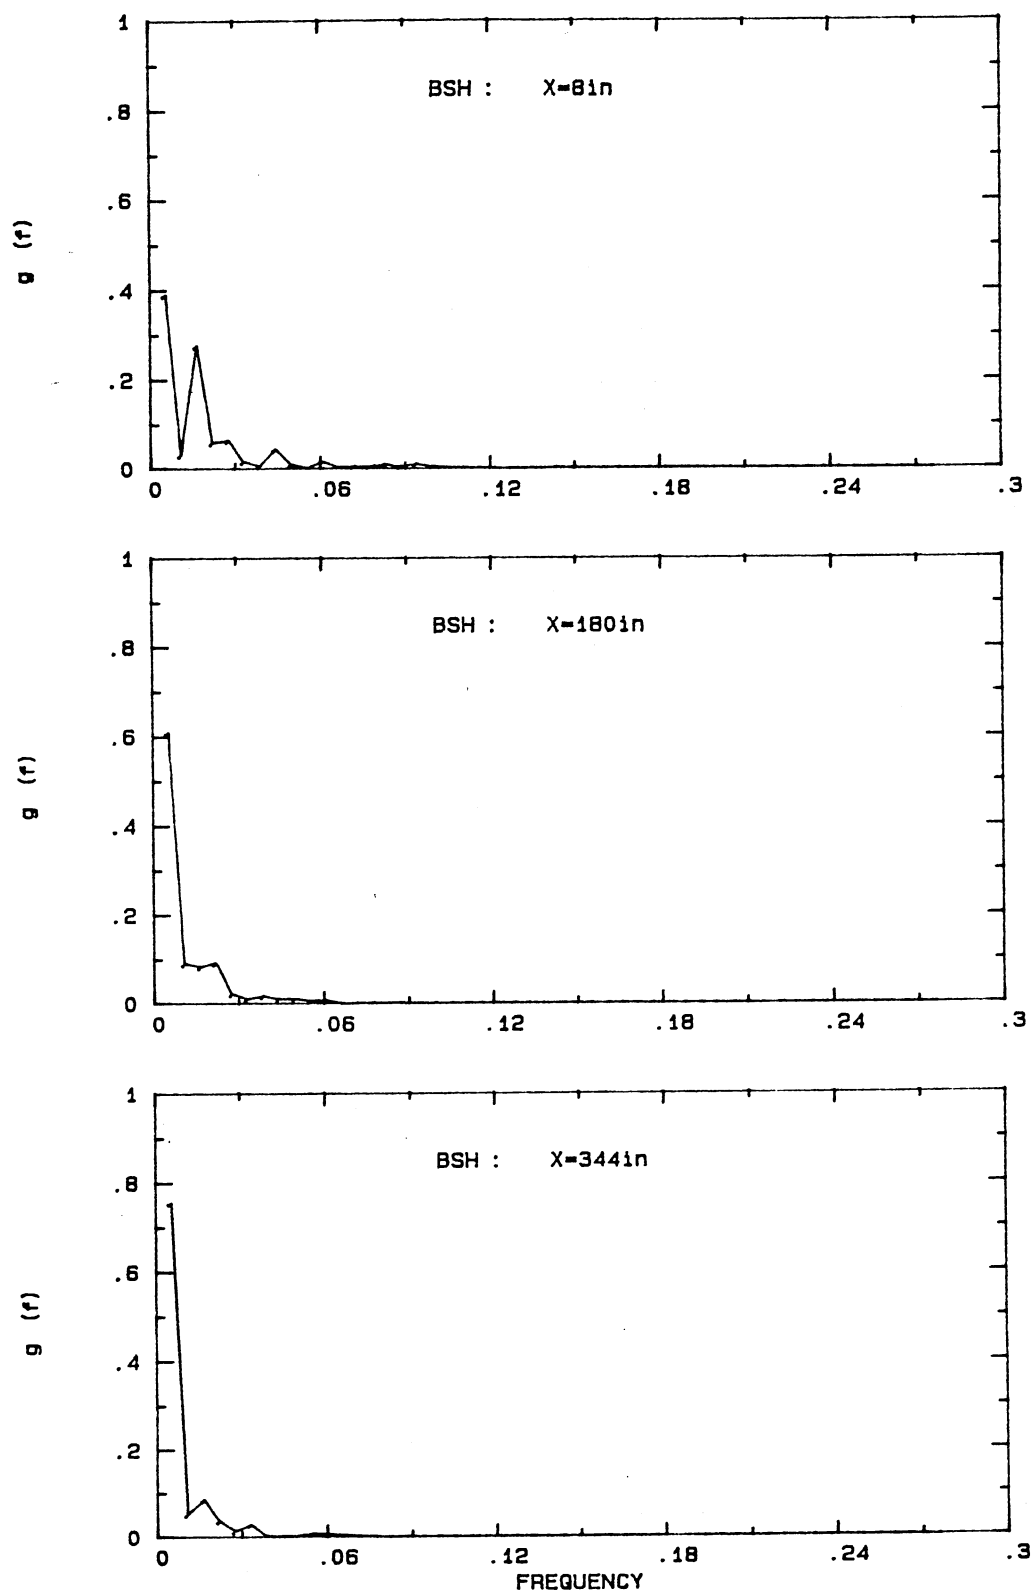 1
BSH : X=8in
.8
.6
g (f)
.4
.2
0
0 .06 .12 .18 .24 .3
1
BSH : X=180in
.8
.6
g (f)
.4
.2
0
0 .06 .12 .18 .24 .3
1
BSH : X=344in
.8
.6
g (f)
.4
.2
0
0 .06 .12 .18 .24 .3
FREQUENCY